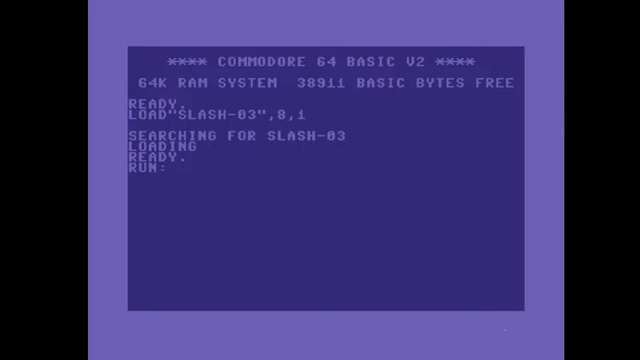 **** COMMODORE 64 BASIC V2 ****
64K RAM SYSTEM 38911 BASIC BYTES FREE
READY.
LOAD"SLASH-03",8,1
SEARCHING FOR SLASH-03
LOADING
READY.
RUN: